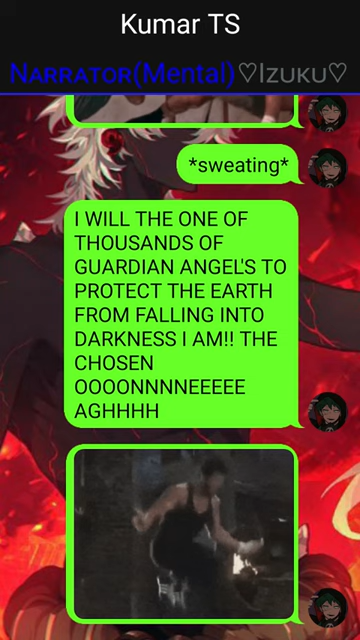 Kumar TS
Narrator(Mental)♡Izuku♡
*sweating*
I WILL THE ONE OF
THOUSANDS OF
GUARDIAN ANGEL'S TO
PROTECT THE EARTH
FROM FALLING INTO
DARKNESS I AM!! THE
CHOSEN
OOOONNNNEEEEE
AGHHHH